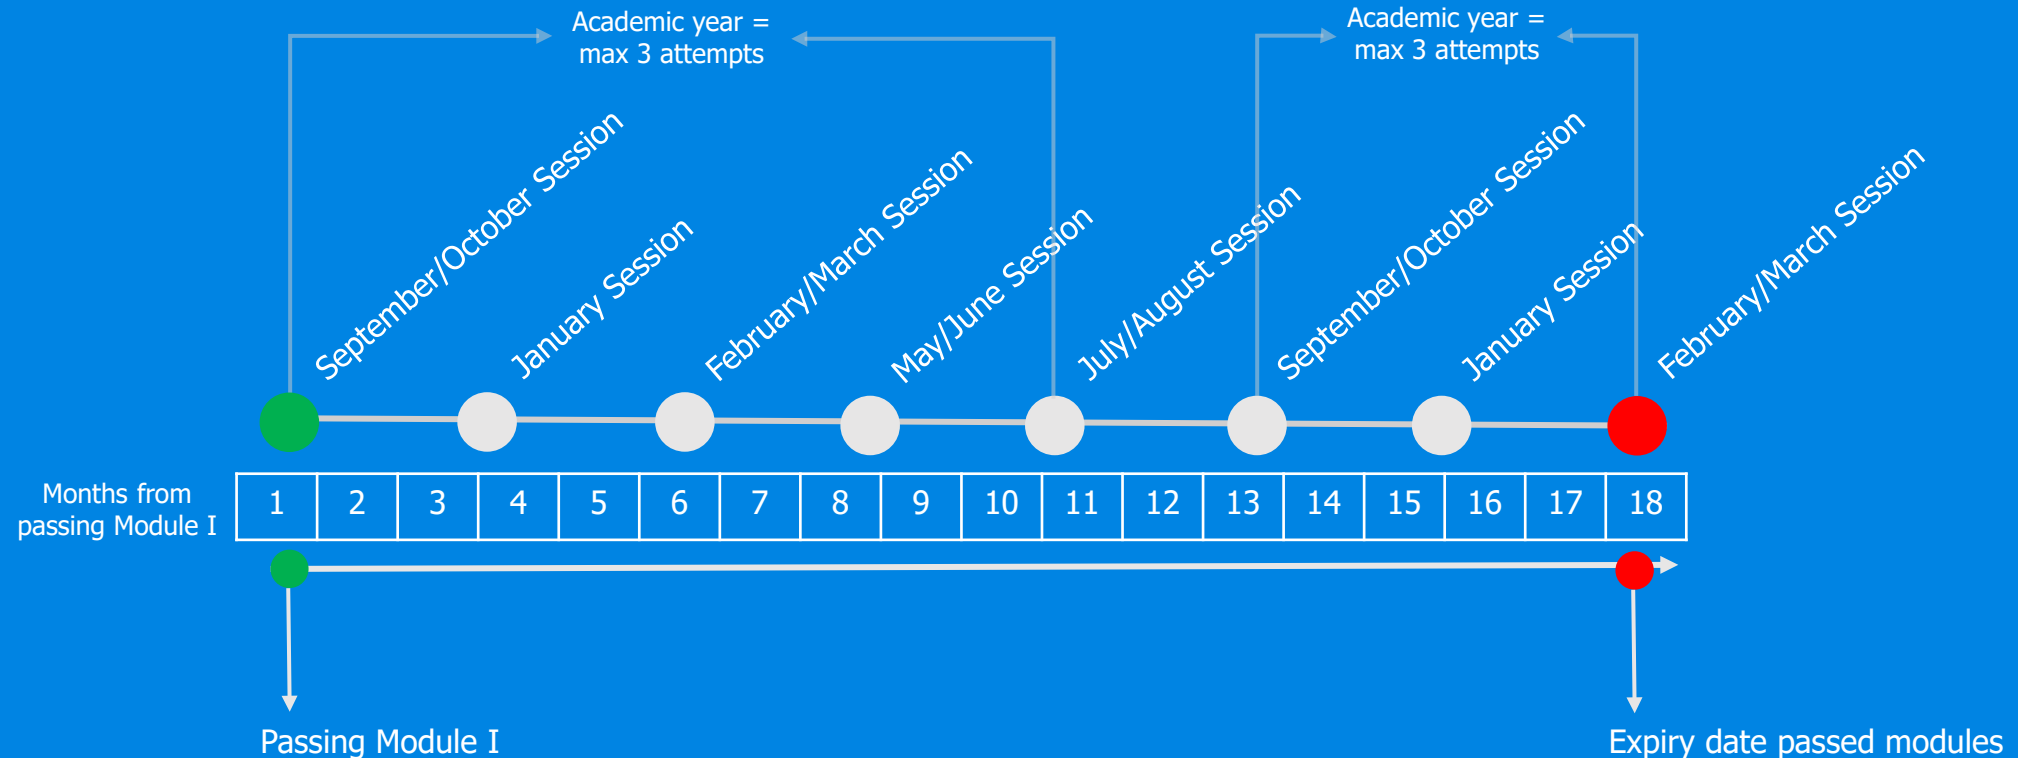 Academic year =
max 3 attempts
Academic year =
max 3 attempts
September/October Session
January Session
February/March Session
May/June Session
July/August Session
September/October Session
January Session
February/March Session
Months from
passing Module I
1 2 3 4 5 6 7 8 9 10 11 12 13 14 15 16 17 18
Passing Module I
Expiry date passed modules